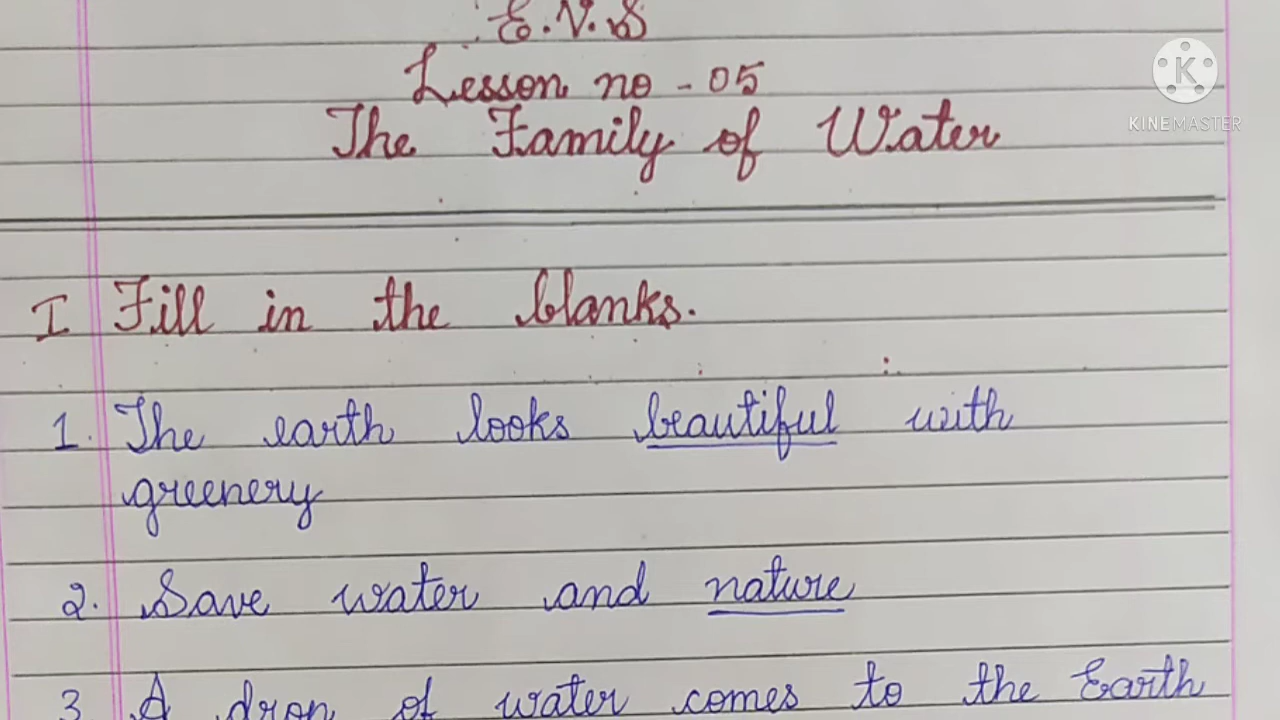 E.V.S
Lesson no - 05
The Family of Water
I Fill in the blanks.
1. The earth looks beautiful with
greenery
2. Save water and nature
3. A drop of water comes to the Earth
K
KINEMASTER